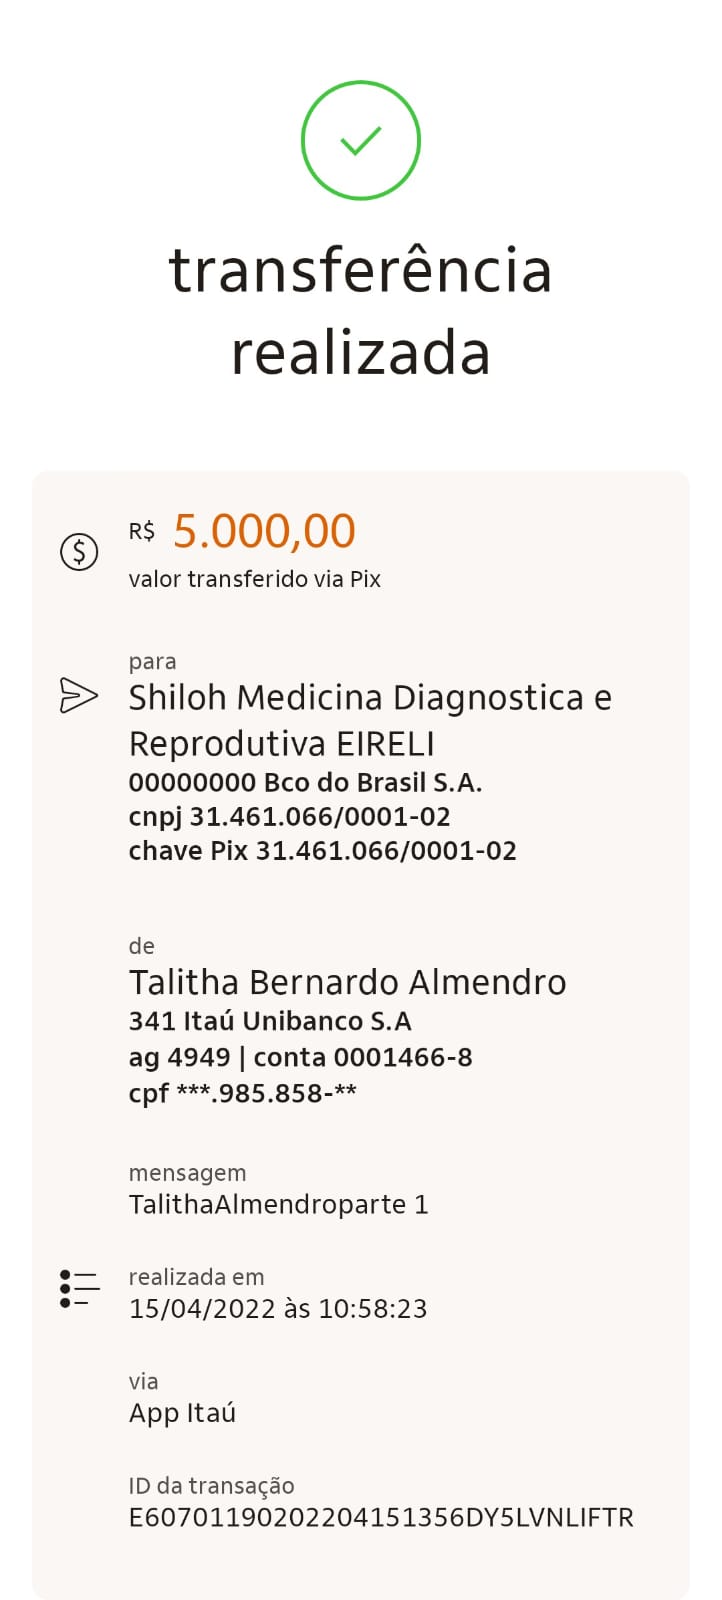 transferência
realizada
R$ 5.000,00
valor transferido via Pix
para
Shiloh Medicina Diagnostica e
Reprodutiva EIRELI
00000000 Bco do Brasil S.A.
cnpj 31.461.066/0001-02
chave Pix 31.461.066/0001-02
de
Talitha Bernardo Almendro
341 Itaú Unibanco S.A
ag 4949 | conta 0001466-8
cpf ***.985.858-**
mensagem
TalithaAlmendroparte 1
realizada em
15/04/2022 às 10:58:23
via
App Itaú
ID da transação
E60701190202204151356DY5LVNLIFTR